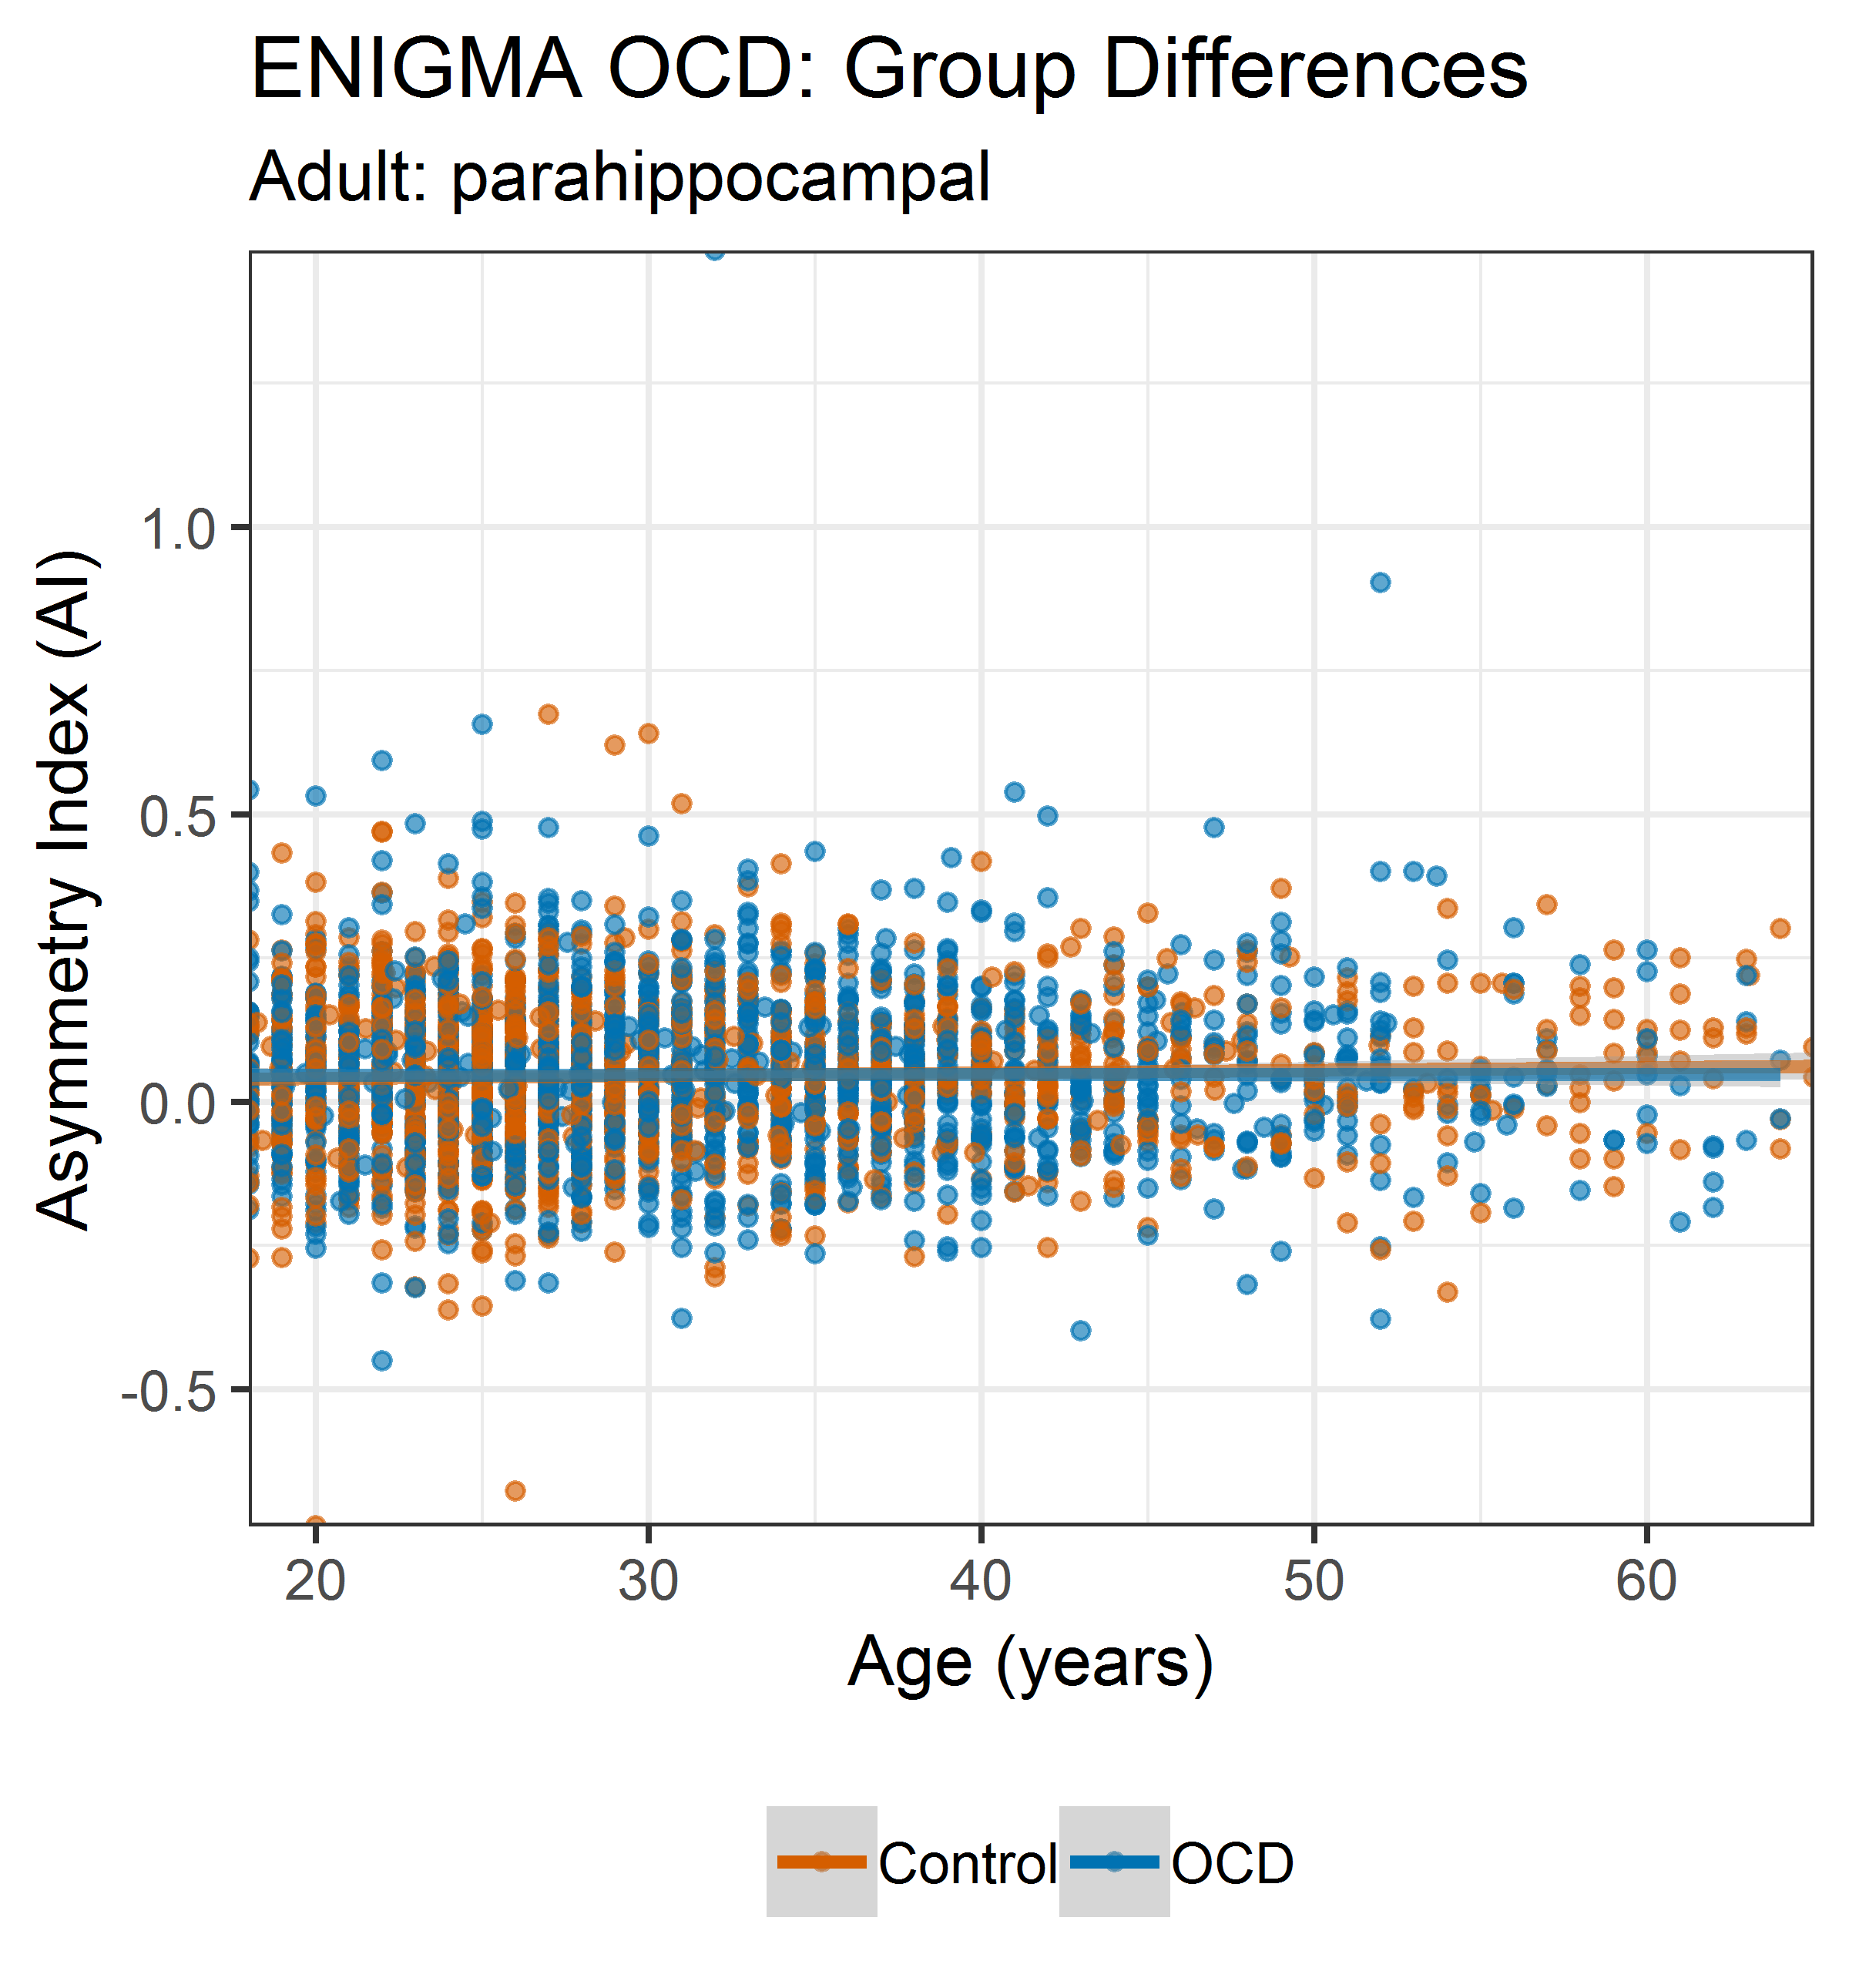 ENIGMA OCD: Group Differences
Adult: parahippocampal
Asymmetry Index (AI)
1.0
0.5
0.0
-0.5
20 30 40 50 60
Age (years)
Control OCD